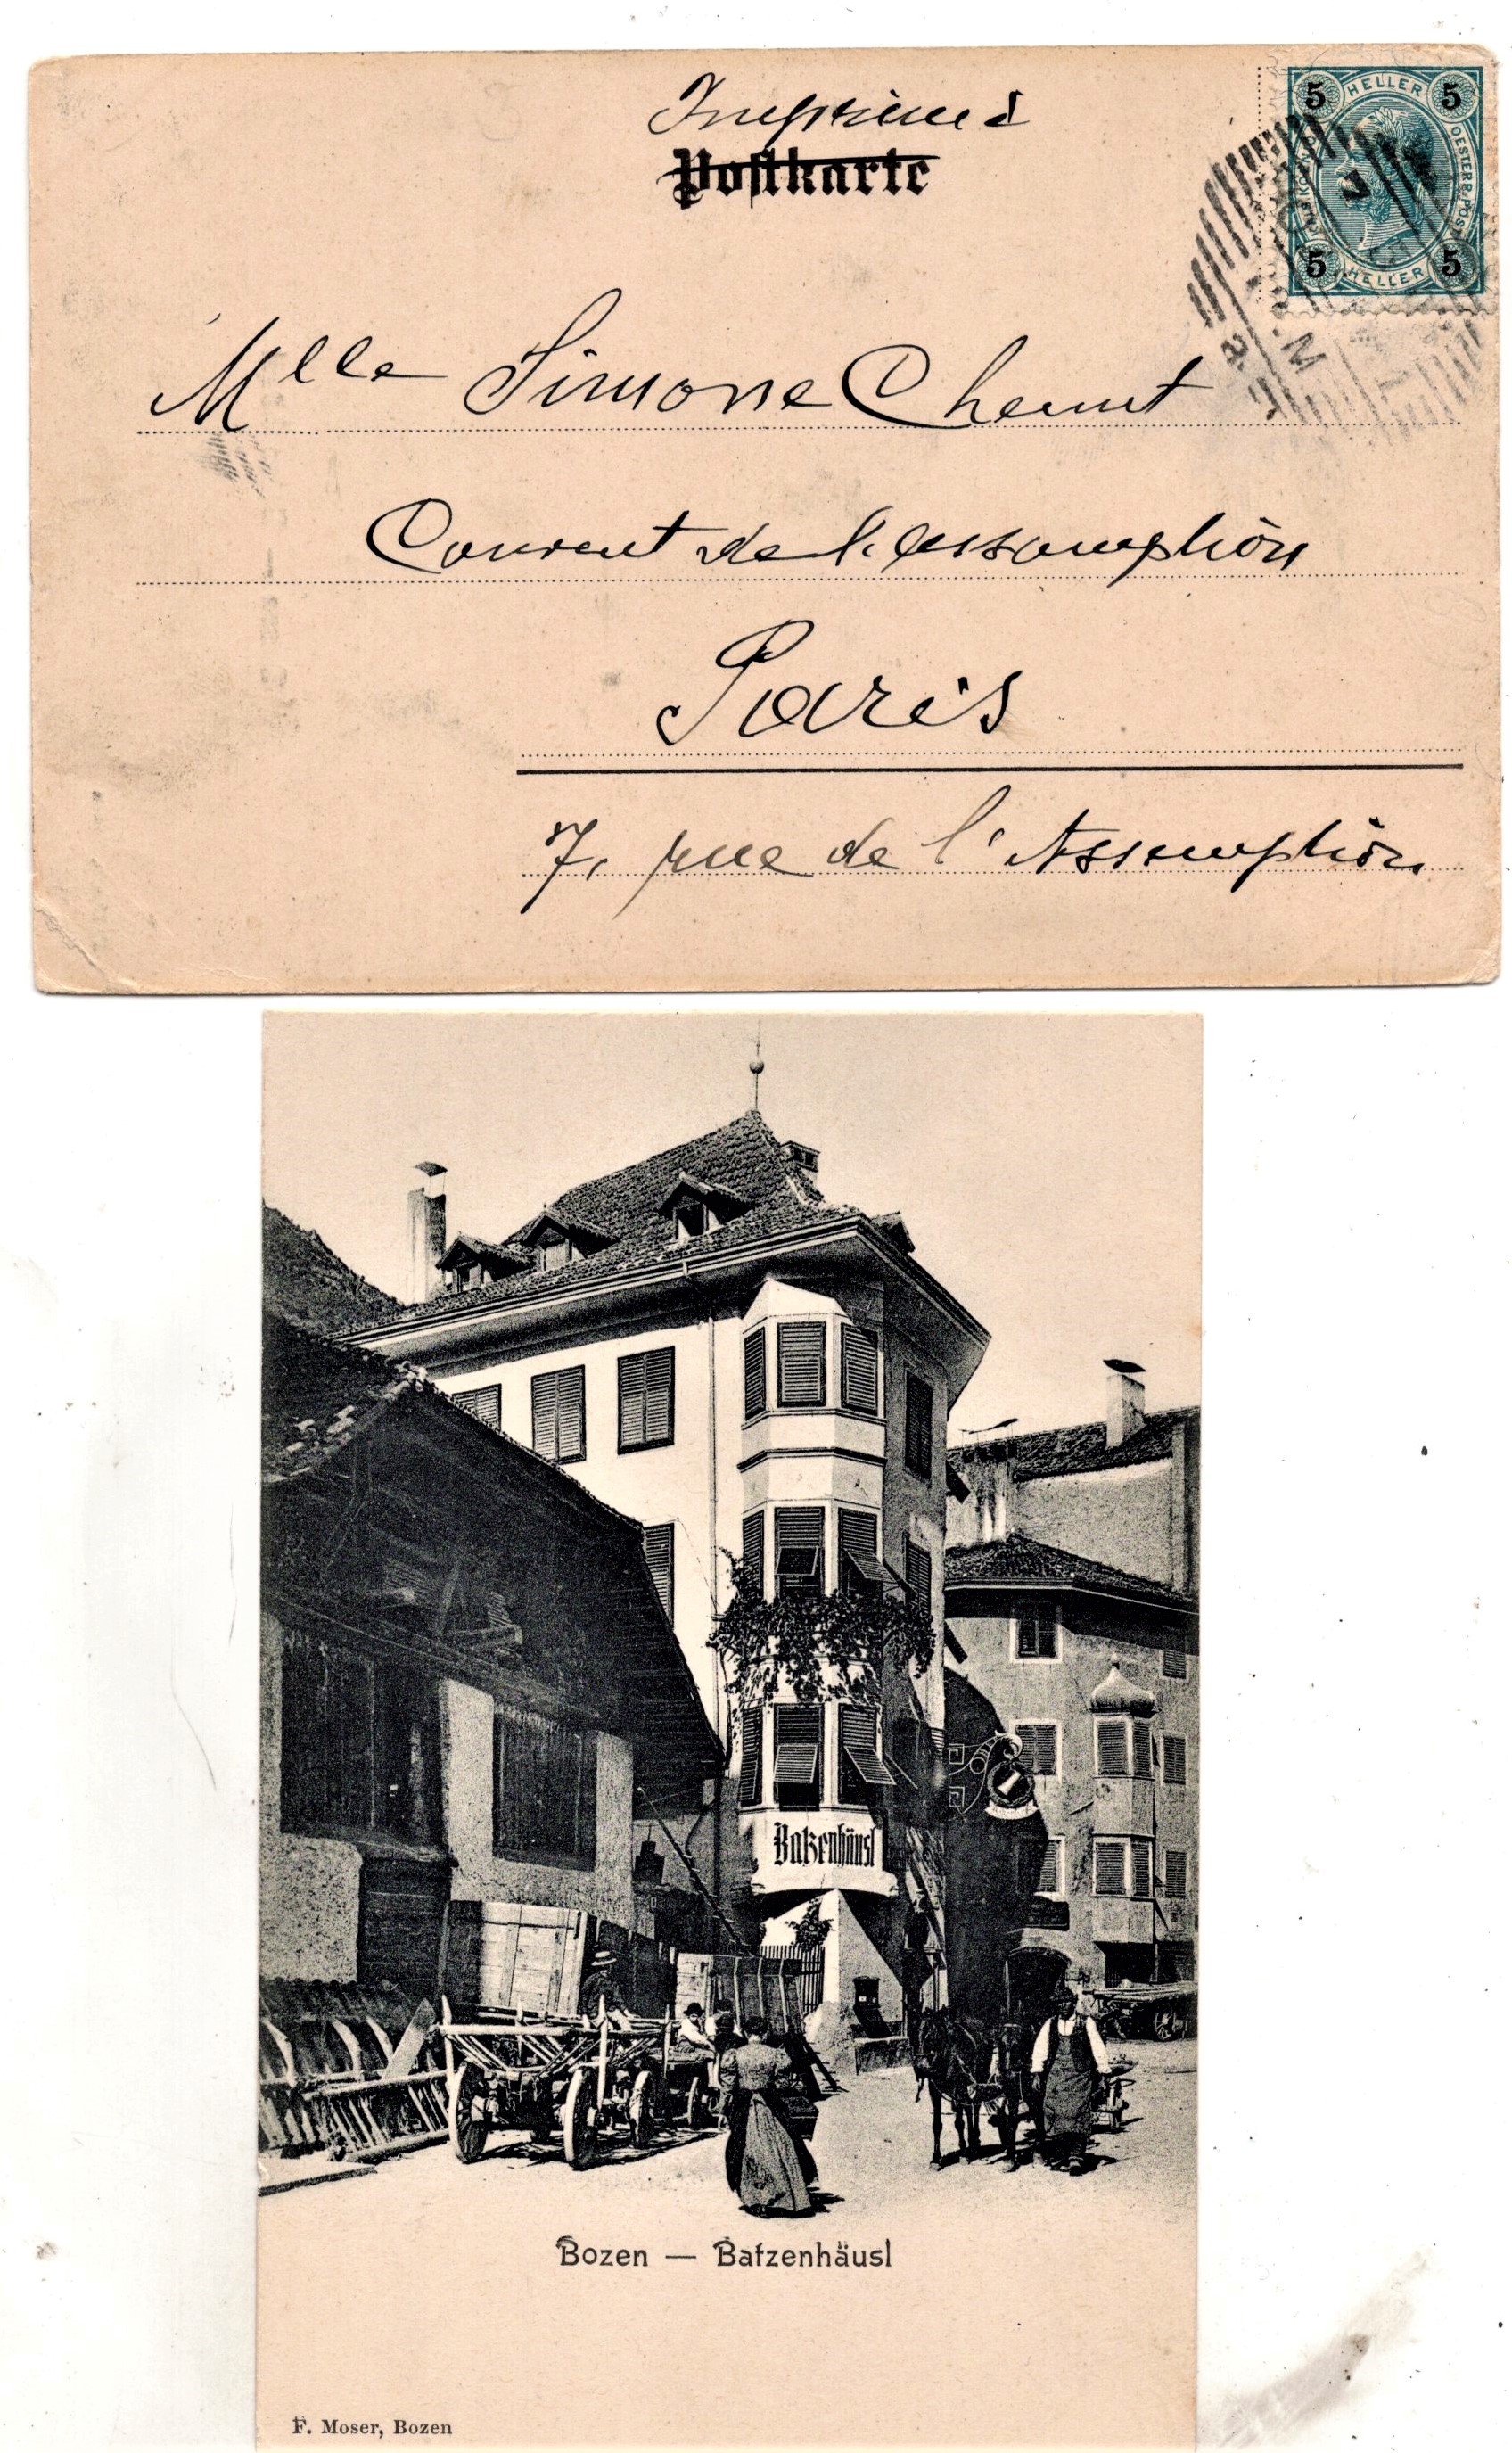 Imprimé
Postkarte
5 HELLER 5
OESTERR. POST
5 HELLER 5
Mlle Simone
Couvent de l'Assomption
Paris
7, rue de l'Assomption
Batzenhäusl
Bozen — Batzenhäusl
F. Moser, Bozen